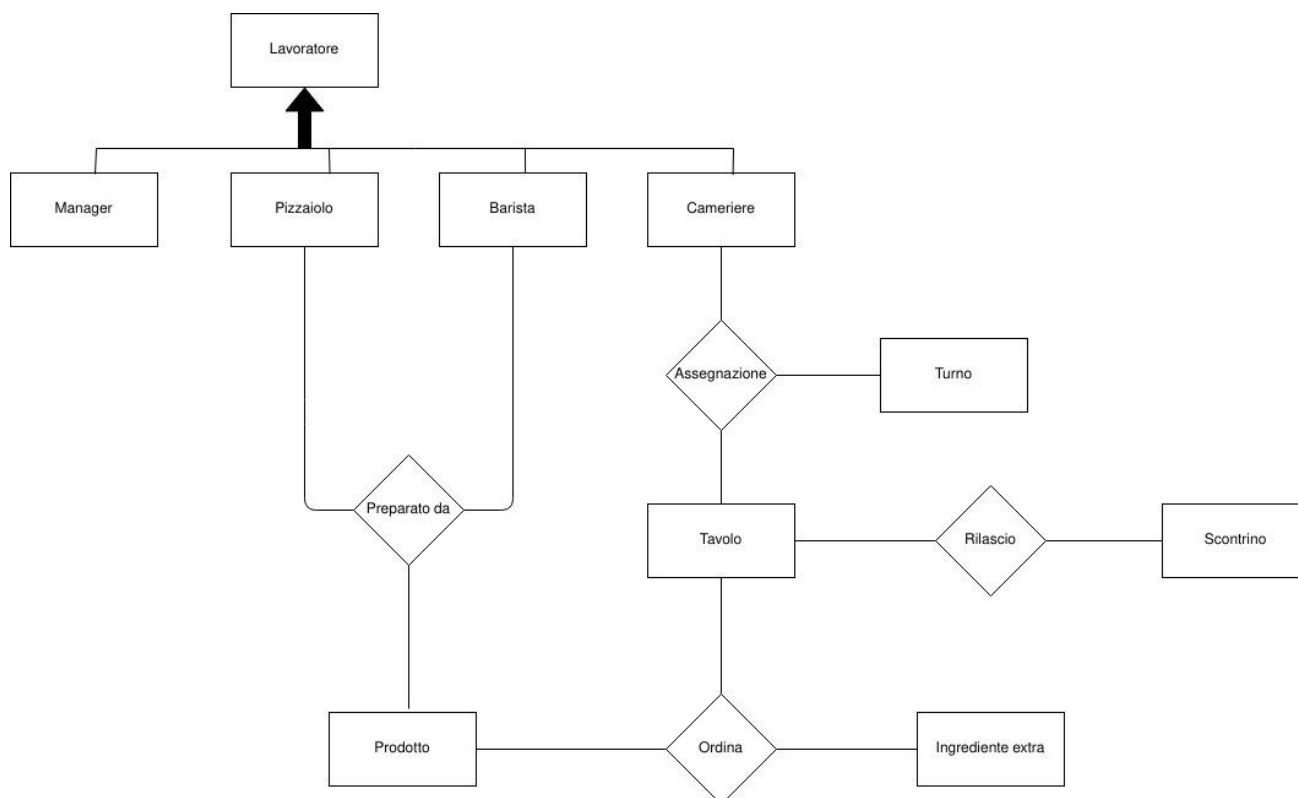 Lavoratore
Manager
Pizzaiolo
Barista
Cameriere
Assegnazione
Turno
Preparato da
Tavolo
Rilascio
Scontrino
Prodotto
Ordina
Ingrediente extra